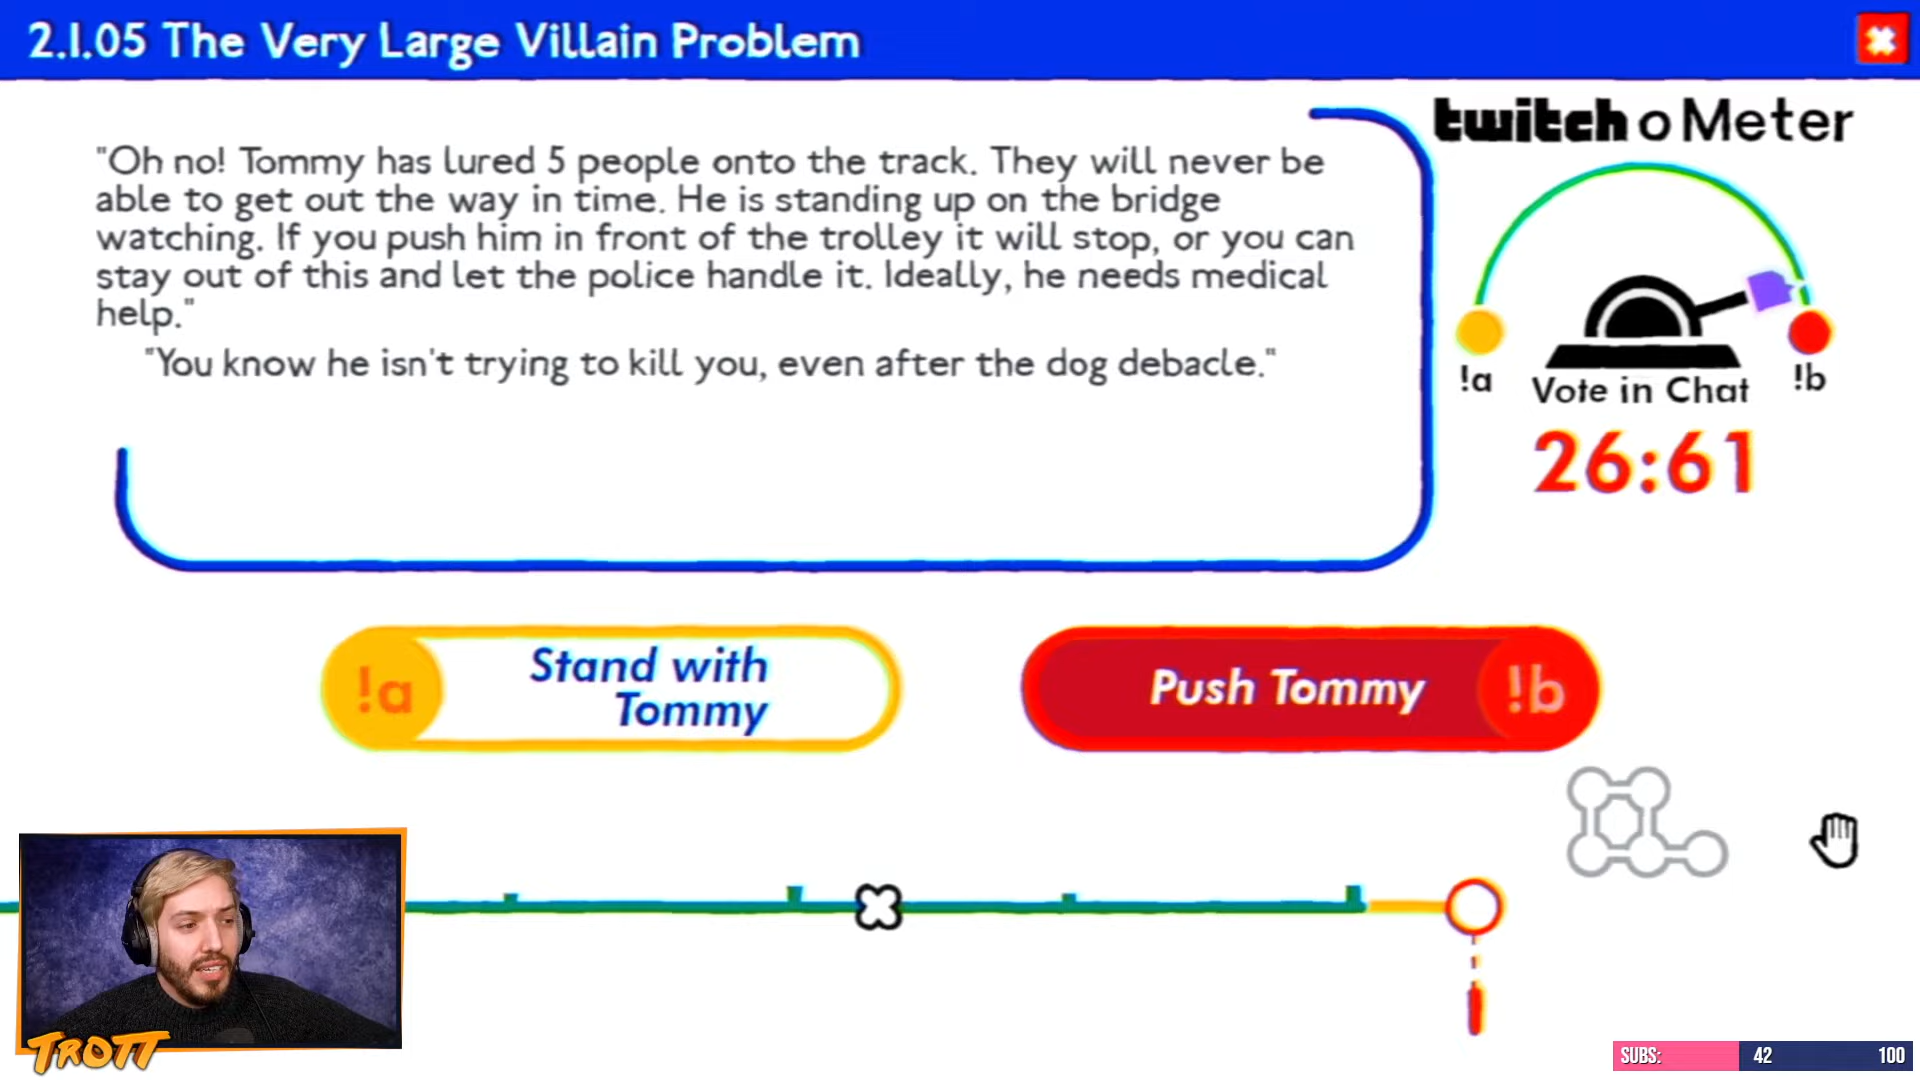 2.1.05 The Very Large Villain Problem
twitch o Meter
"Oh no! Tommy has lured 5 people onto the track. They will never be
able to get out the way in time. He is standing up on the bridge
watching. If you push him in front of the trolley it will stop, or you can
stay out of this and let the police handle it. Ideally, he needs medical
help."
"You know he isn't trying to kill you, even after the dog debacle."
!a Vote in Chat !b
26:61
!a Stand with
Tommy
Push Tommy !b
TROTT
SUBS: 42 100